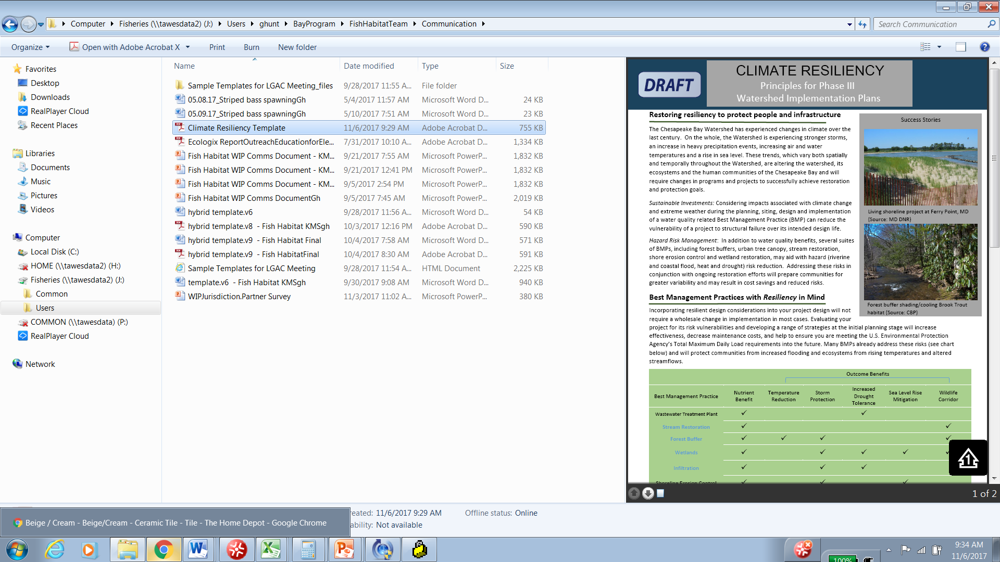 Computer
Fisheries (\\tawesdata2) (J:)
Users
ghunt
BayProgram
FishHabitatTeam
Communication
Search Communication
Organize
Open with Adobe Acrobat X
Print
Burn
New folder
Favorites
Desktop
Downloads
RealPlayer Cloud
Recent Places
Libraries
Documents
Music
Pictures
Videos
Computer
Local Disk (C:)
HOME (\\tawesdata2) (H:)
Fisheries (\\tawesdata2) (J:)
Common
Users
COMMON (\\tawesdata) (P:)
RealPlayer Cloud
Network
Name Date modified Type Size
Sample Templates for LGAC Meeting_files 9/28/2017 11:55 A... File folder
05.08.17_Striped bass spawningGh 5/4/2017 11:57 AM Microsoft Word D... 24 KB
05.09.17_Striped bass spawningGh 5/10/2017 7:51 AM Microsoft Word D... 23 KB
Climate Resiliency Template 11/6/2017 9:29 AM Adobe Acrobat D... 755 KB
Ecologix ReportOutreachEducationforEle... 7/31/2017 10:10 A... Adobe Acrobat D... 1,334 KB
Fish Habitat WIP Comms Document - KM... 9/21/2017 7:55 AM Microsoft PowerP... 1,832 KB
Fish Habitat WIP Comms Document - KM... 9/21/2017 12:41 PM Microsoft PowerP... 1,832 KB
Fish Habitat WIP Comms Document - KM... 9/5/2017 2:54 PM Microsoft PowerP... 1,832 KB
Fish Habitat WIP Comms DocumentGh 9/5/2017 7:45 AM Microsoft PowerP... 2,019 KB
hybrid template.v6 9/28/2017 11:56 A... Microsoft Word D... 54 KB
hybrid template.v8 - Fish Habitat KMSgh 10/3/2017 12:16 PM Adobe Acrobat D... 590 KB
hybrid template.v9 - Fish Habitat Final 10/4/2017 7:58 AM Microsoft Word D... 571 KB
hybrid template.v9 - Fish HabitatFinal 10/4/2017 8:30 AM Adobe Acrobat D... 591 KB
Sample Templates for LGAC Meeting 9/28/2017 11:54 A... HTML Document 2,225 KB
template.v6 - Fish Habitat KMSgh 9/30/2017 9:08 AM Microsoft Word D... 940 KB
WIPJurisdiction.Partner Survey 11/3/2017 11:02 A... Microsoft PowerP... 380 KB
DRAFT
CLIMATE RESILIENCY
Principles for Phase III
Watershed Implementation Plans
Restoring resiliency to protect people and infrastructure
The Chesapeake Bay Watershed has experienced changes in climate over the
last century. On the whole, the Watershed is experiencing stronger storms,
an increase in heavy precipitation events, increasing air and water
temperatures and a rise in sea level. These trends, which vary both spatially
and temporally throughout the Watershed, are altering the watershed, its
ecosystems and the human communities of the Chesapeake Bay and will
require changes in programs and projects to successfully achieve restoration
and protection goals.
Sustainable Investments: Considering impacts associated with climate change
and extreme weather during the planning, siting, design and implementation
of a water quality related Best Management Practice (BMP) can reduce the
vulnerability of a project to structural failure over its intended design life.
Hazard Risk Management: In addition to water quality benefits, several suites
of BMPs, including forest buffers, urban tree canopy, stream restoration,
shore erosion control and wetland restoration, may aid with hazard (riverine
and coastal flood, heat and drought) risk reduction. Addressing these risks in
conjunction with ongoing restoration efforts will prepare communities for
greater variability and may result in cost savings and reduced risks.
Success Stories
Living shoreline project at Ferry Point, MD
(Source: MD DNR)
Forest buffer shading/cooling Brook Trout
habitat (Source: CBP)
Best Management Practices with Resiliency in Mind
Incorporating resilient design considerations into your project design will not
require a wholesale change in implementation in most cases. Evaluating your
project for its risk vulnerabilities and developing a range of strategies at the initial planning stage will increase
effectiveness, decrease maintenance costs, and help to ensure you are meeting the U.S. Environmental Protection
Agency's Total Maximum Daily Load requirements into the future. Many BMPs already address these risks (see chart
below) and will protect communities from increased flooding and ecosystems from rising temperatures and altered
streamflows.
Outcome Benefits
Best Management Practice
Nutrient
Benefit
Temperature
Reduction
Storm
Protection
Increased
Drought
Tolerance
Sea Level Rise
Mitigation
Wildlife
Corridor
Wastewater Treatment Plant ✓ ✓
Stream Restoration ✓ ✓
Forest Buffer ✓ ✓ ✓ ✓
Wetlands ✓ ✓ ✓ ✓ ✓
Infiltration ✓ ✓ ✓
Shoreline Erosion Control ✓ ✓ ✓
1
1 of 2
reated: 11/6/2017 9:29 AM Offline status: Online
ability: Not available
Beige / Cream - Beige/Cream - Ceramic Tile - Tile - The Home Depot - Google Chrome
100%
9:34 AM
11/6/2017